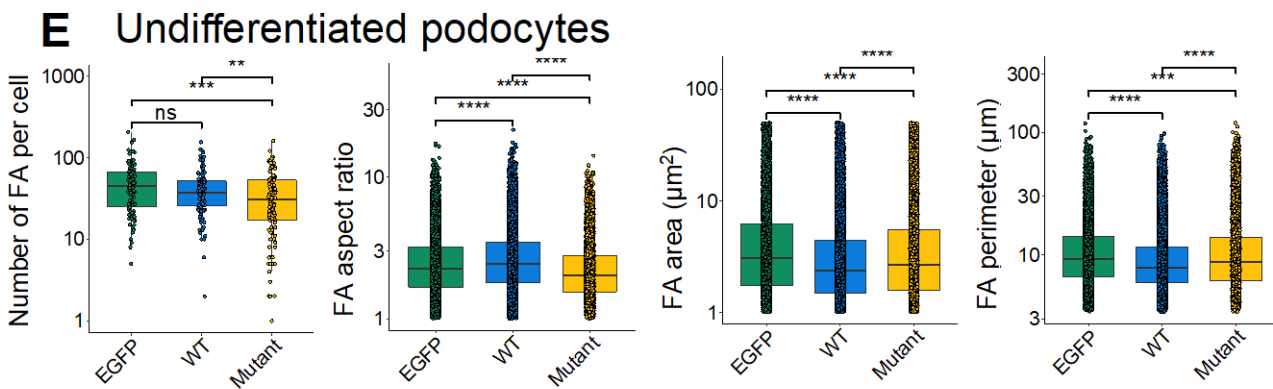 E Undifferentiated podocytes
Number of FA per cell
1000
100
10
1
**
***
ns
EGFP
WT
Mutant
FA aspect ratio
30
10
3
1
****
****
****
EGFP
WT
Mutant
FA area (µm²)
100
10
1
****
****
****
EGFP
WT
Mutant
FA perimeter (µm)
300
100
30
10
3
****
***
****
EGFP
WT
Mutant